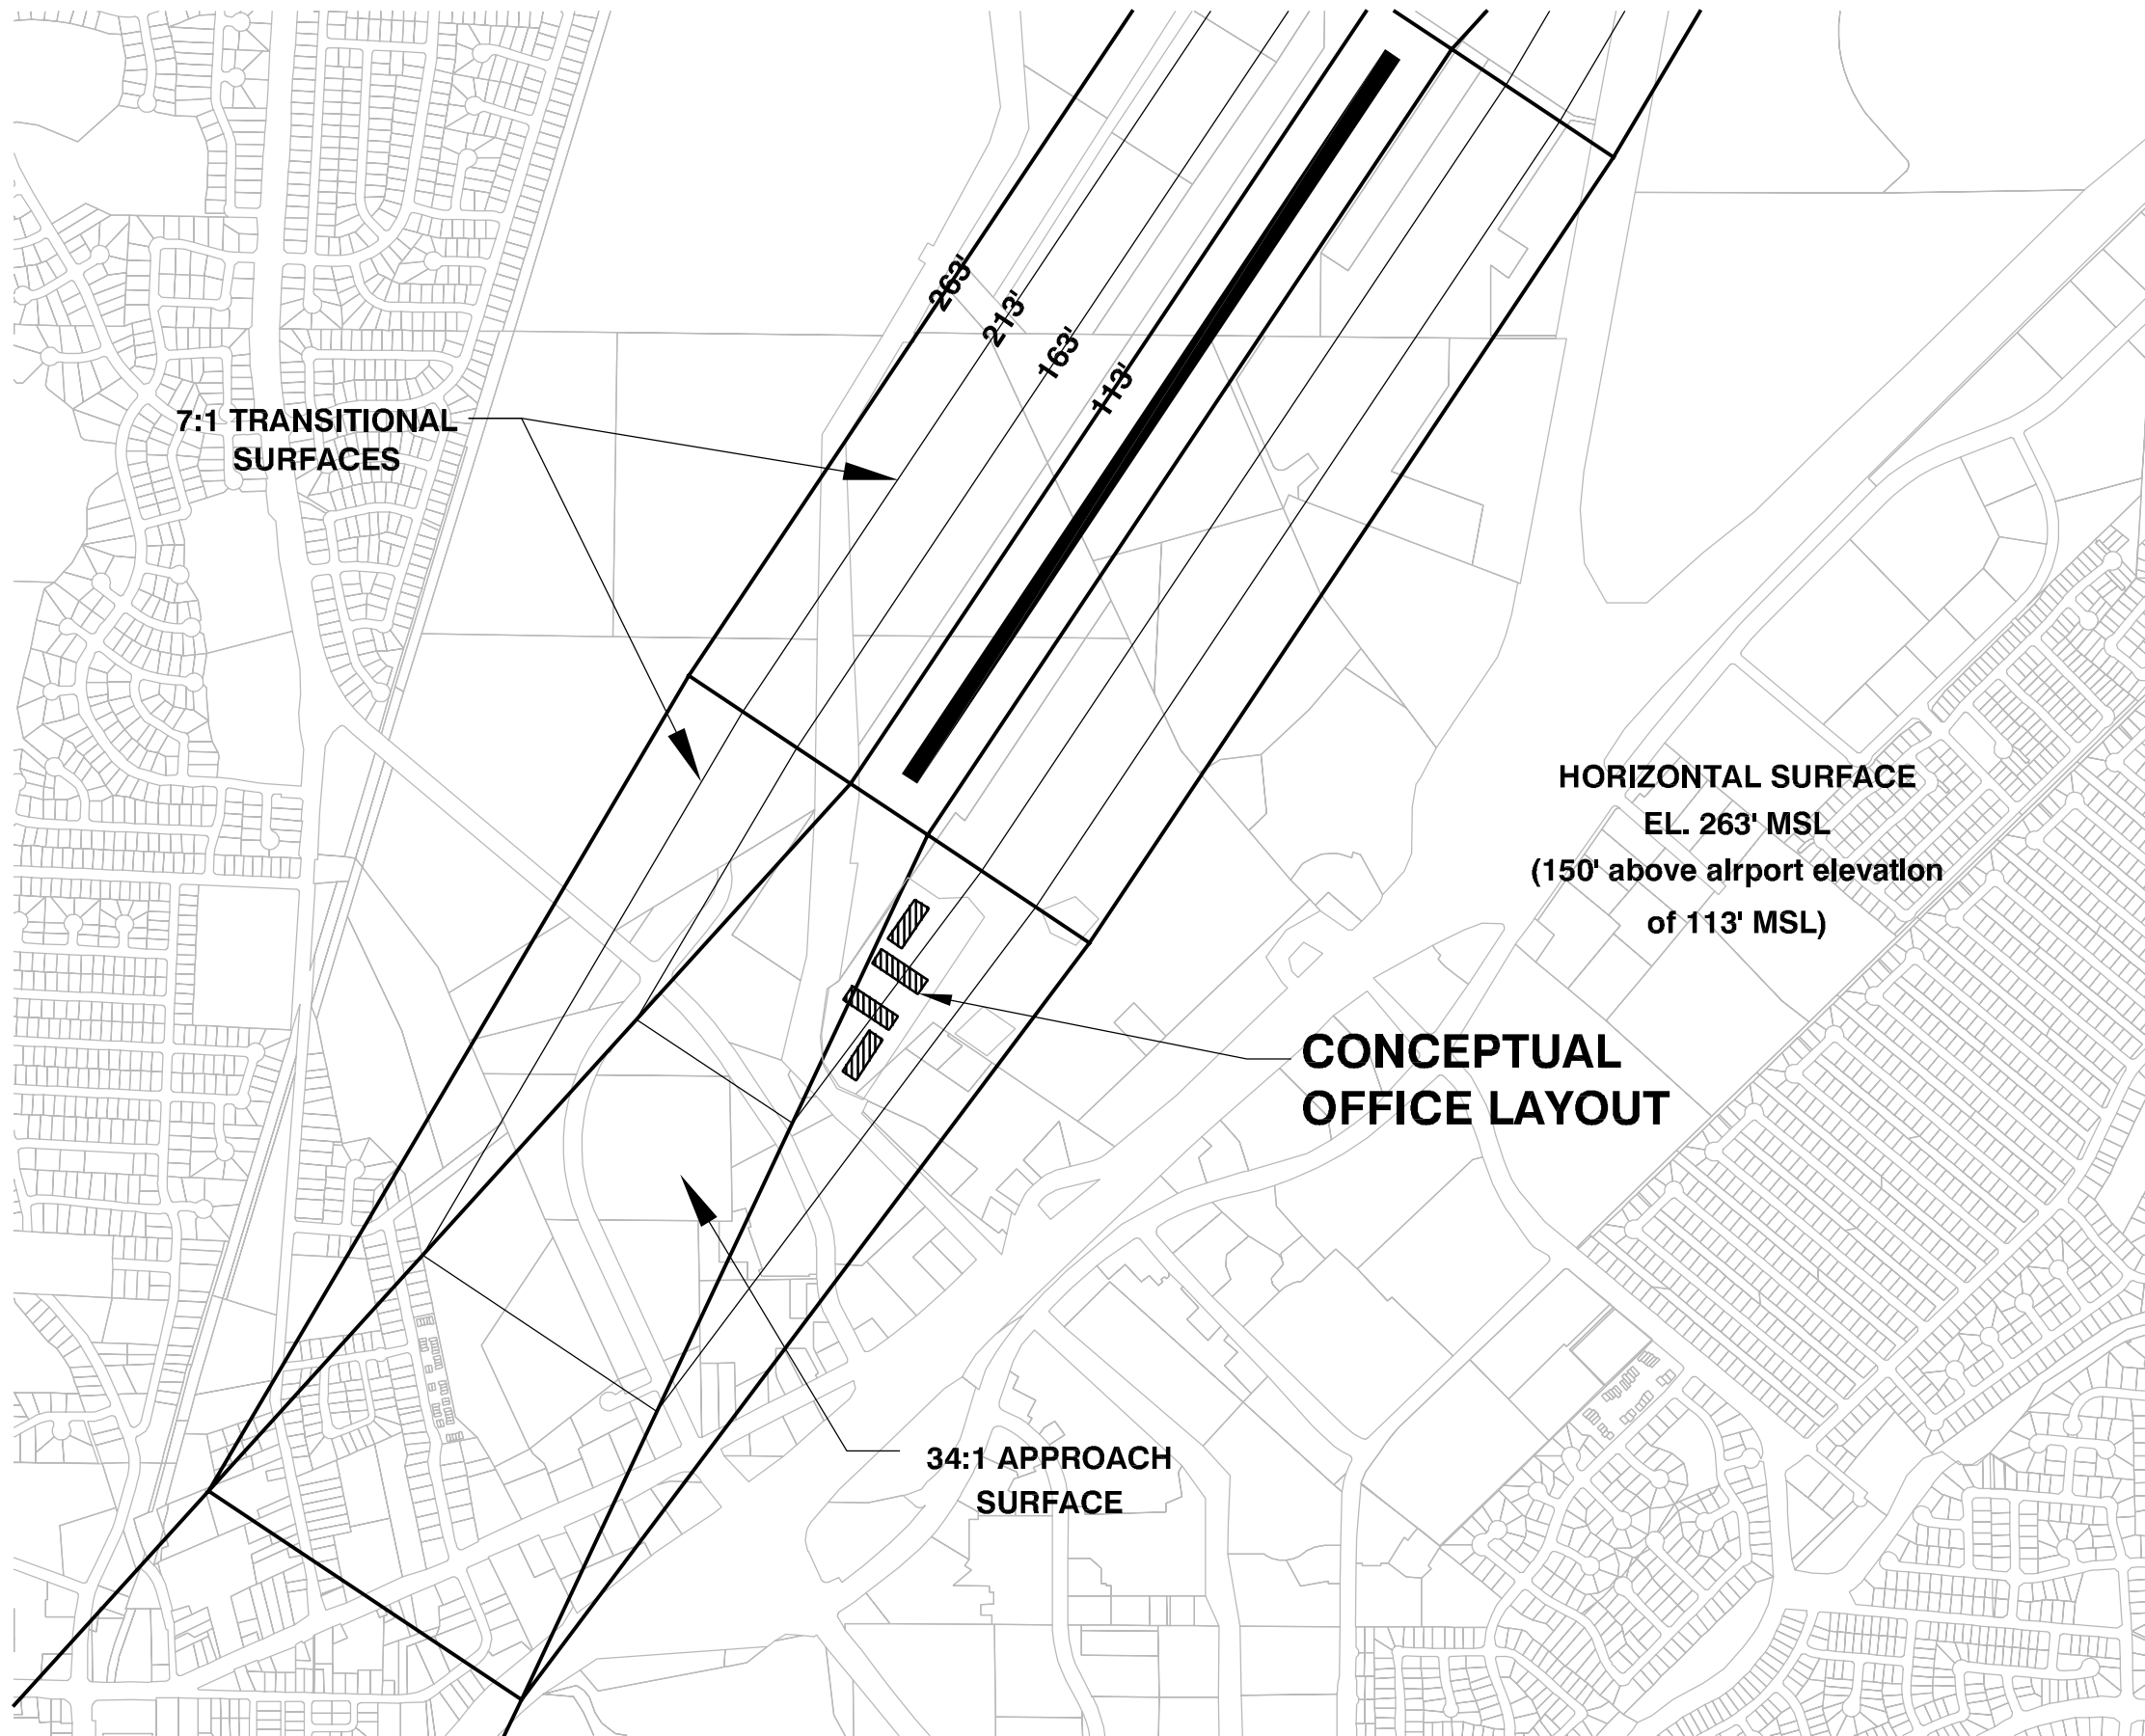 263'
213'
163'
113'
7:1 TRANSITIONAL
SURFACES
HORIZONTAL SURFACE
EL. 263' MSL
(150' above airport elevation
of 113' MSL)
CONCEPTUAL
OFFICE LAYOUT
34:1 APPROACH
SURFACE